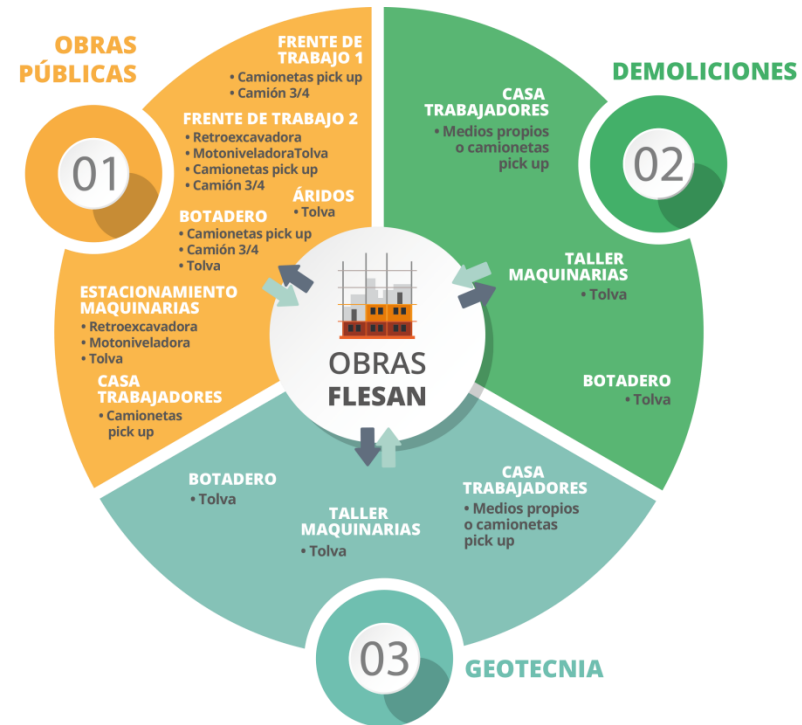 OBRAS
PÚBLICAS
01
FRENTE DE
TRABAJO 1
• Camionetas pick up
• Camión 3/4
FRENTE DE TRABAJO 2
• Retroexcavadora
• MotoniveladoraTolva
• Camionetas pick up
• Camión 3/4
ÁRIDOS
• Tolva
BOTADERO
• Camionetas pick up
• Camión 3/4
• Tolva
ESTACIONAMIENTO
MAQUINARIAS
• Retroexcavadora
• Motoniveladora
• Tolva
CASA
TRABAJADORES
• Camionetas
pick up
OBRAS
FLESAN
DEMOLICIONES
02
CASA
TRABAJADORES
• Medios propios
o camionetas
pick up
TALLER
MAQUINARIAS
• Tolva
BOTADERO
• Tolva
BOTADERO
• Tolva
TALLER
MAQUINARIAS
• Tolva
CASA
TRABAJADORES
• Medios propios
o camionetas
pick up
03
GEOTECNIA